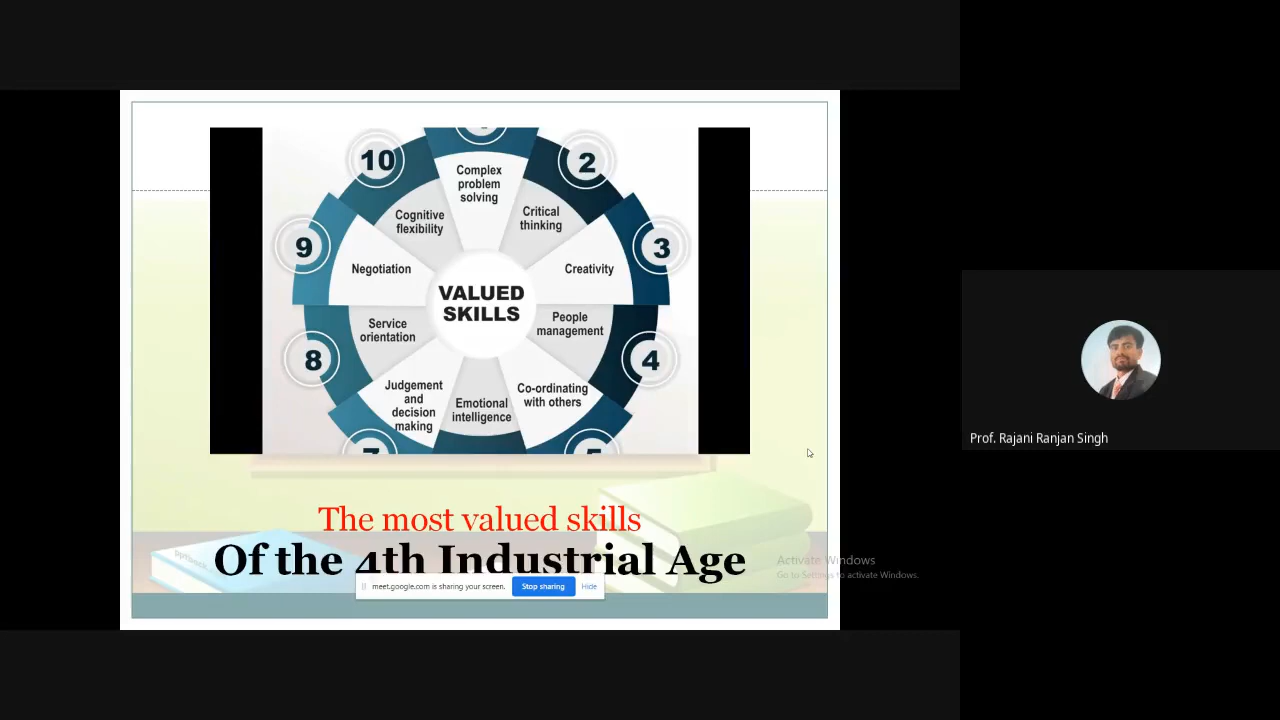 10
2
Complex
problem
solving
Cognitive
flexibility
Critical
thinking
9
3
Negotiation
Creativity
VALUED
SKILLS
Service
orientation
People
management
8
4
Judgement
and
decision
making
Emotional
intelligence
Co-ordinating
with others
7
5
The most valued skills
Of the 4th Industrial Age
Activate Windows
Go to Settings to activate Windows.
meet.google.com is sharing your screen.
Stop sharing
Hide
Prof. Rajani Ranjan Singh